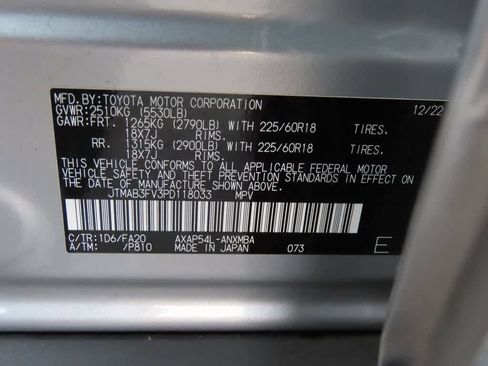 MFD.BY:TOYOTA MOTOR CORPORATION 12/22
GVWR:2510KG (5530LB)
GAWR:FRT. 1265KG (2790LB) WITH 225/60R18 TIRES.
18X7J RIMS.
RR. 1315KG (2900LB) WITH 225/60R18 TIRES.
18X7J RIMS.
THIS VEHICLE CONFORMS TO ALL APPLICABLE FEDERAL MOTOR
VEHICLE SAFETY AND THEFT PREVENTION STANDARDS IN EFFECT
ON THE DATE OF
JTMAB3FV3PD118033 MPV
C/TR:1D6/FA20 AXAP54L-ANXMBA
A/TM: /P810 MADE IN JAPAN 073 E